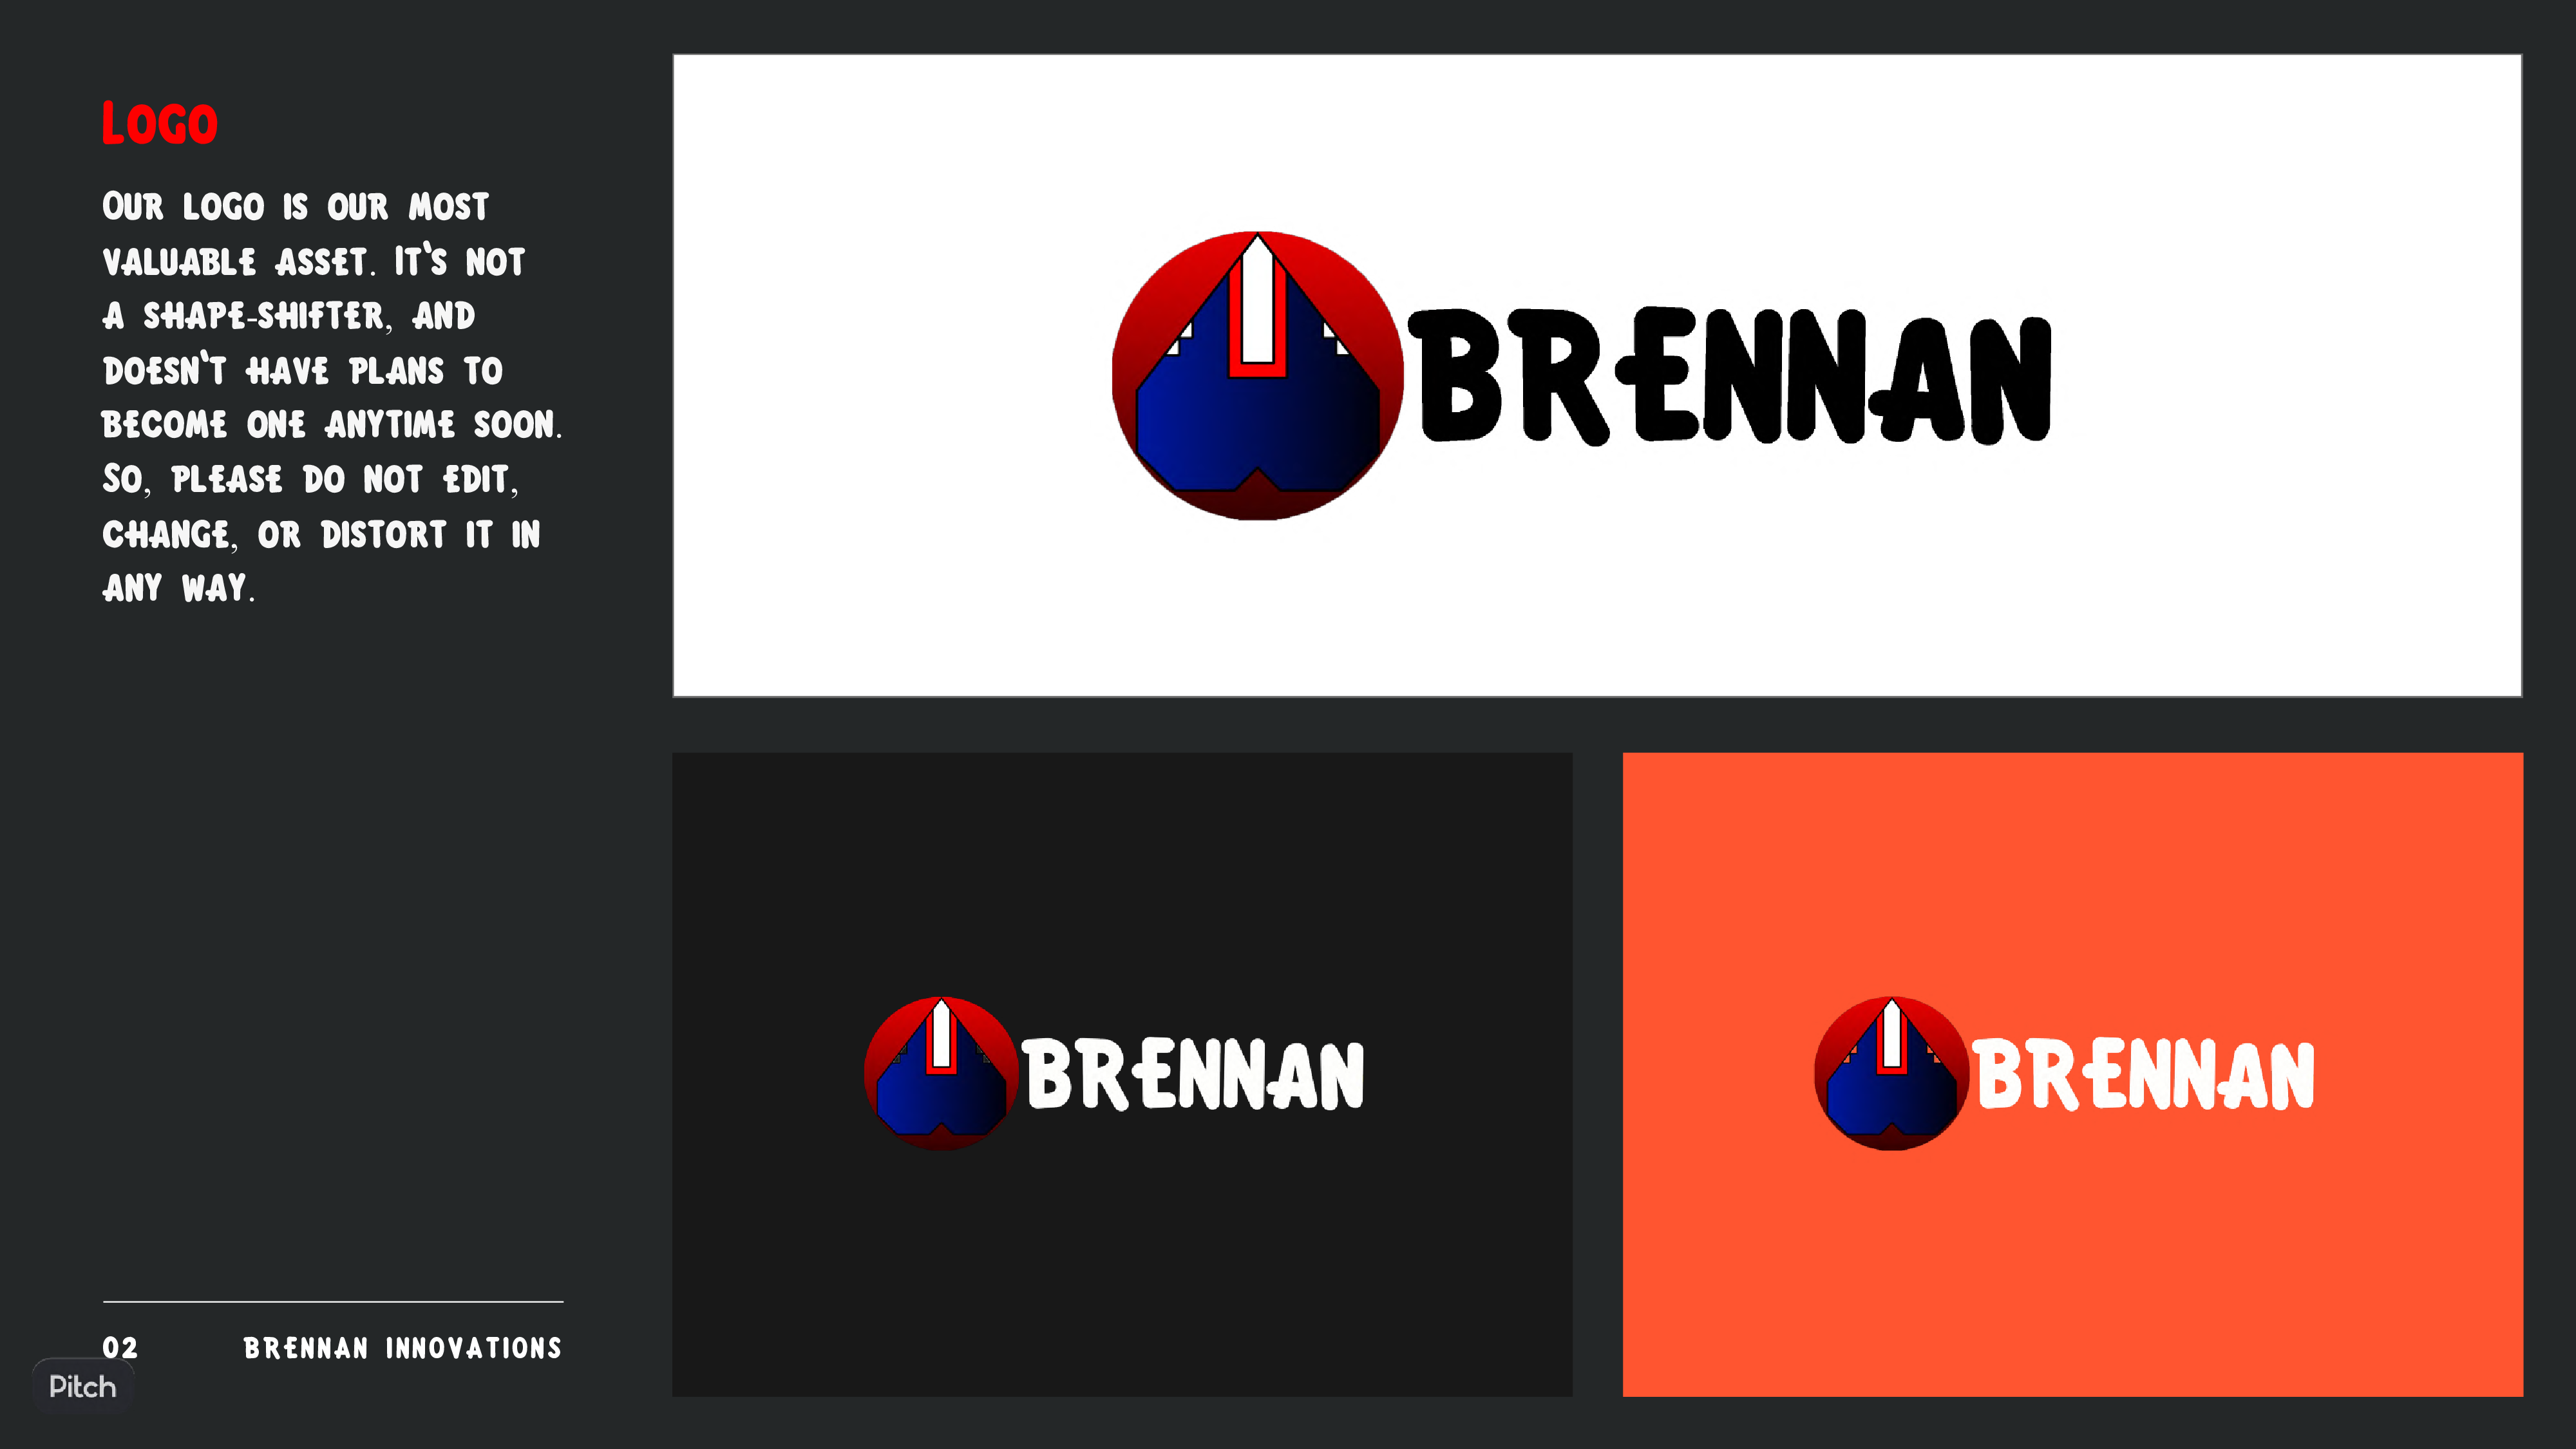 Logo
Our logo is our most
valuable asset. It's not
a shape-shifter, and
doesn't have plans to
become one anytime soon.
So, please do not edit,
change, or distort it in
any way.
BRENNAN
BRENNAN
BRENNAN
02 BRENNAN INNOVATIONS
Pitch